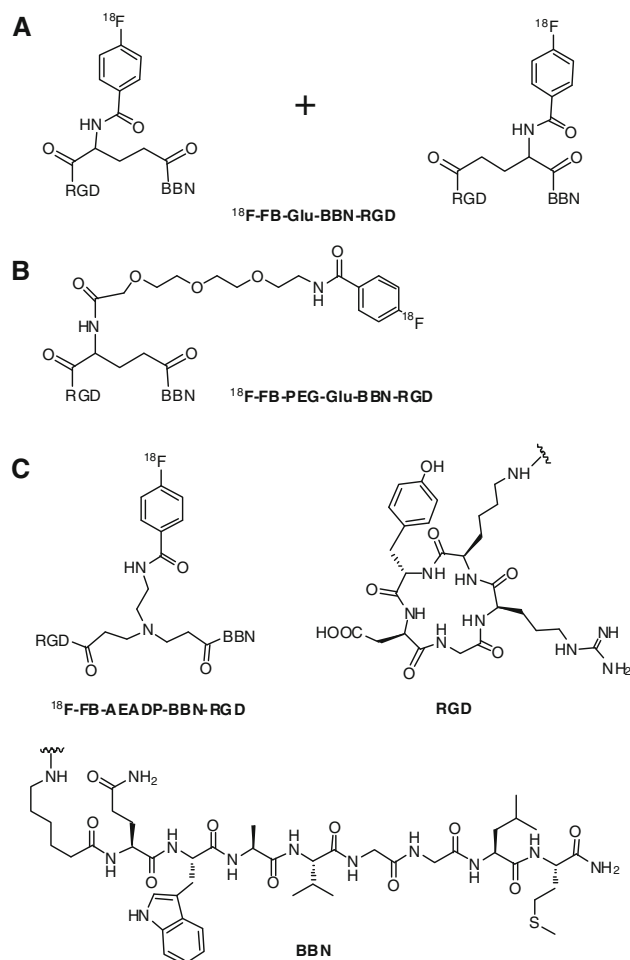 A
18F
HN
O
O
O
RGD
BBN
+
18F
HN
O
O
O
RGD
BBN
18F-FB-Glu-BBN-RGD
B
O
O
O
O
HN
O
O
RGD
BBN
O
N
H
18F
18F-FB-PEG-Glu-BBN-RGD
C
18F
O
HN
N
RGD
O
O
BBN
18F-FB-AEADP-BBN-RGD
OH
NH
O
NH
HN
O
O
O
NH
HN
HOOC
HN
O
O
N
H
NH
NH2
RGD
NH
O
NH2
O
N
H
O
H
N
O
N
H
O
H
N
O
H
N
O
H
N
O
N
H
O
H
N
O
NH2
HN
S
BBN